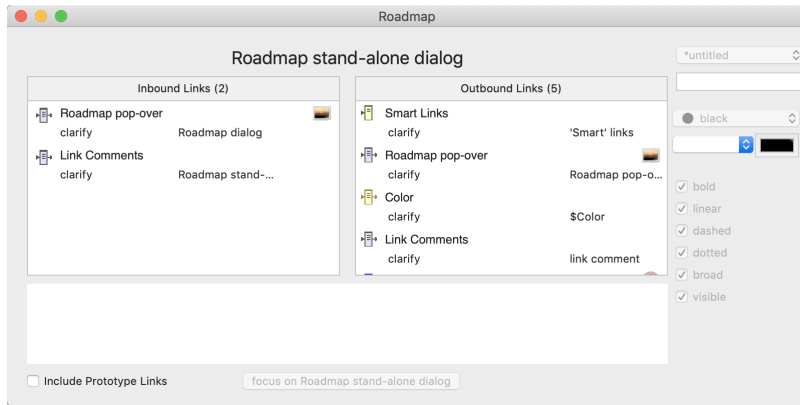 Roadmap
Roadmap stand-alone dialog
Inbound Links (2)
Roadmap pop-over
clarify Roadmap dialog
Link Comments
clarify Roadmap stand-...
Outbound Links (5)
Smart Links
clarify 'Smart' links
Roadmap pop-over
clarify Roadmap pop-o...
Color
clarify $Color
Link Comments
clarify link comment
*untitled
black
bold
linear
dashed
dotted
broad
visible
Include Prototype Links
focus on Roadmap stand-alone dialog